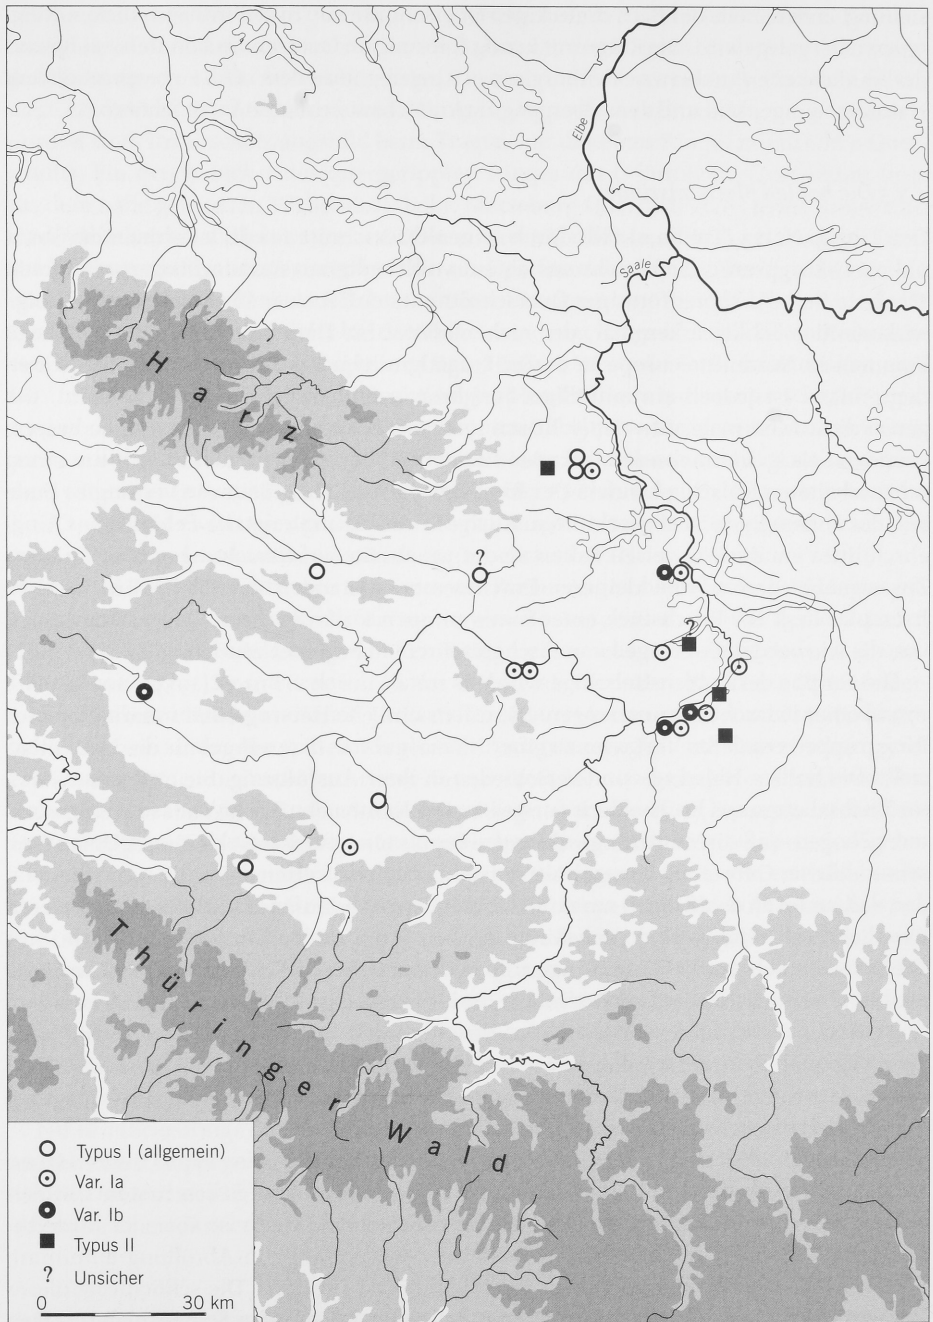 Elbe
Saale
Harz
?
?
Thüringer Wald
Typus I (allgemein)
Var. Ia
Var. Ib
Typus II
? Unsicher
0 30 km